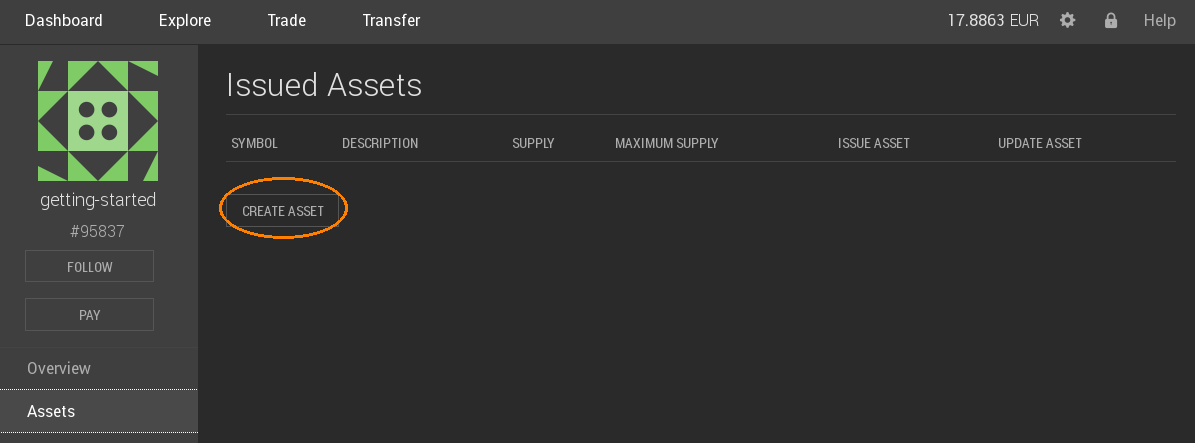 Dashboard Explore Trade Transfer 17.8863 EUR Help
getting-started
#95837
FOLLOW
PAY
Overview
Assets
Issued Assets
SYMBOL DESCRIPTION SUPPLY MAXIMUM SUPPLY ISSUE ASSET UPDATE ASSET
CREATE ASSET